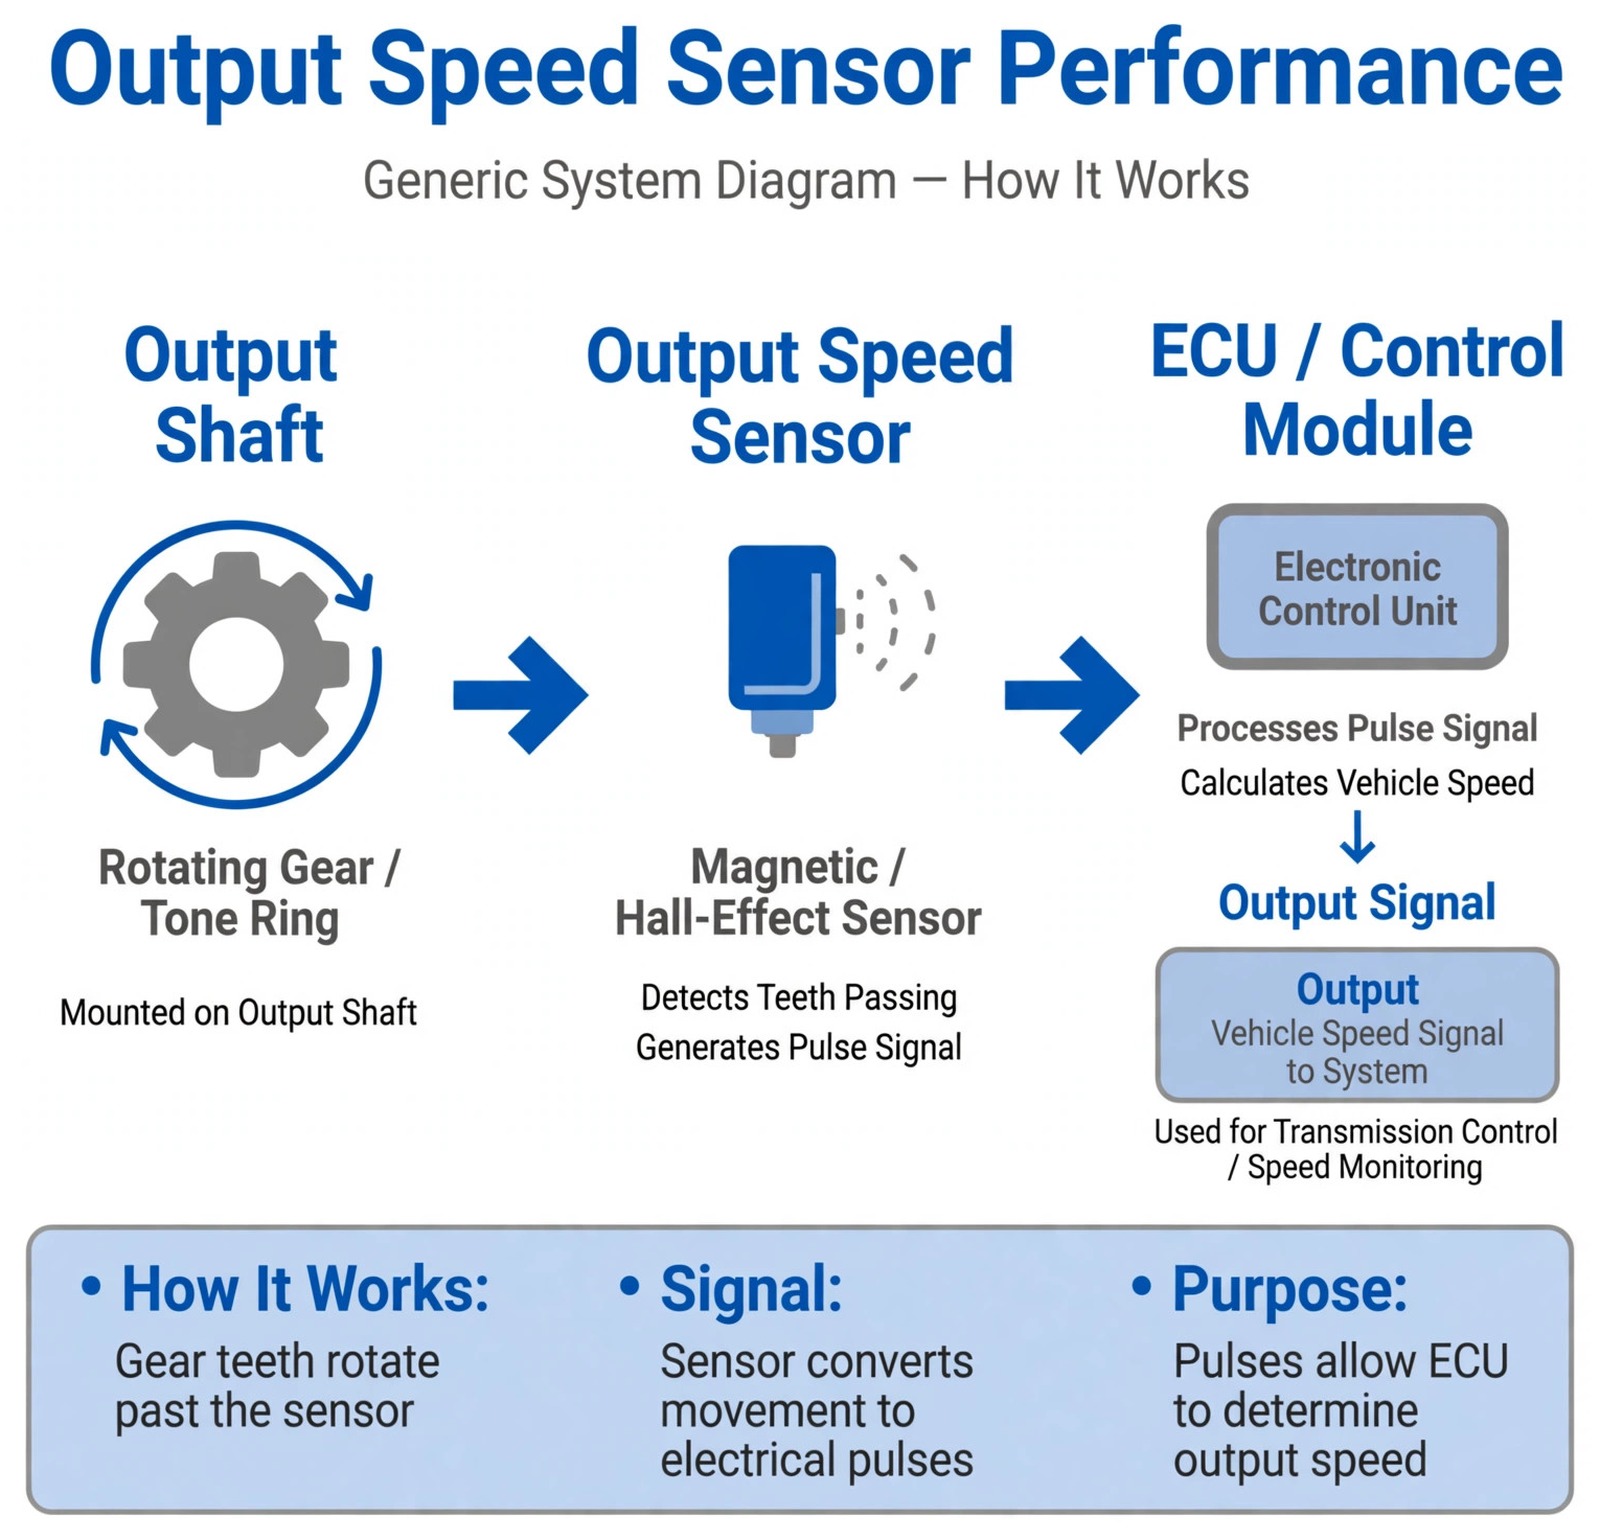 Output Speed Sensor Performance
Generic System Diagram — How It Works
Output
Shaft
Rotating Gear /
Tone Ring
Mounted on Output Shaft
Output Speed
Sensor
Magnetic /
Hall-Effect Sensor
Detects Teeth Passing
Generates Pulse Signal
ECU / Control
Module
Electronic
Control Unit
Processes Pulse Signal
Calculates Vehicle Speed
Output Signal
Output
Vehicle Speed Signal
to System
Used for Transmission Control
/ Speed Monitoring
• How It Works:
Gear teeth rotate
past the sensor
• Signal:
Sensor converts
movement to
electrical pulses
• Purpose:
Pulses allow ECU
to determine
output speed